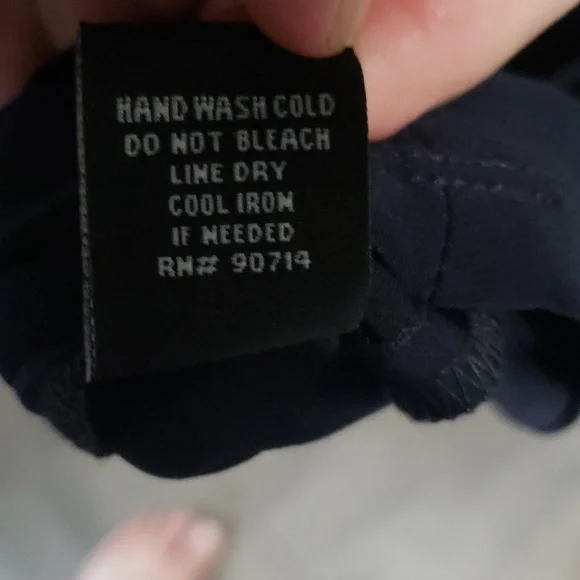 HAND WASH COLD
DO NOT BLEACH
LINE DRY
COOL IRON
IF NEEDED
RN# 90714